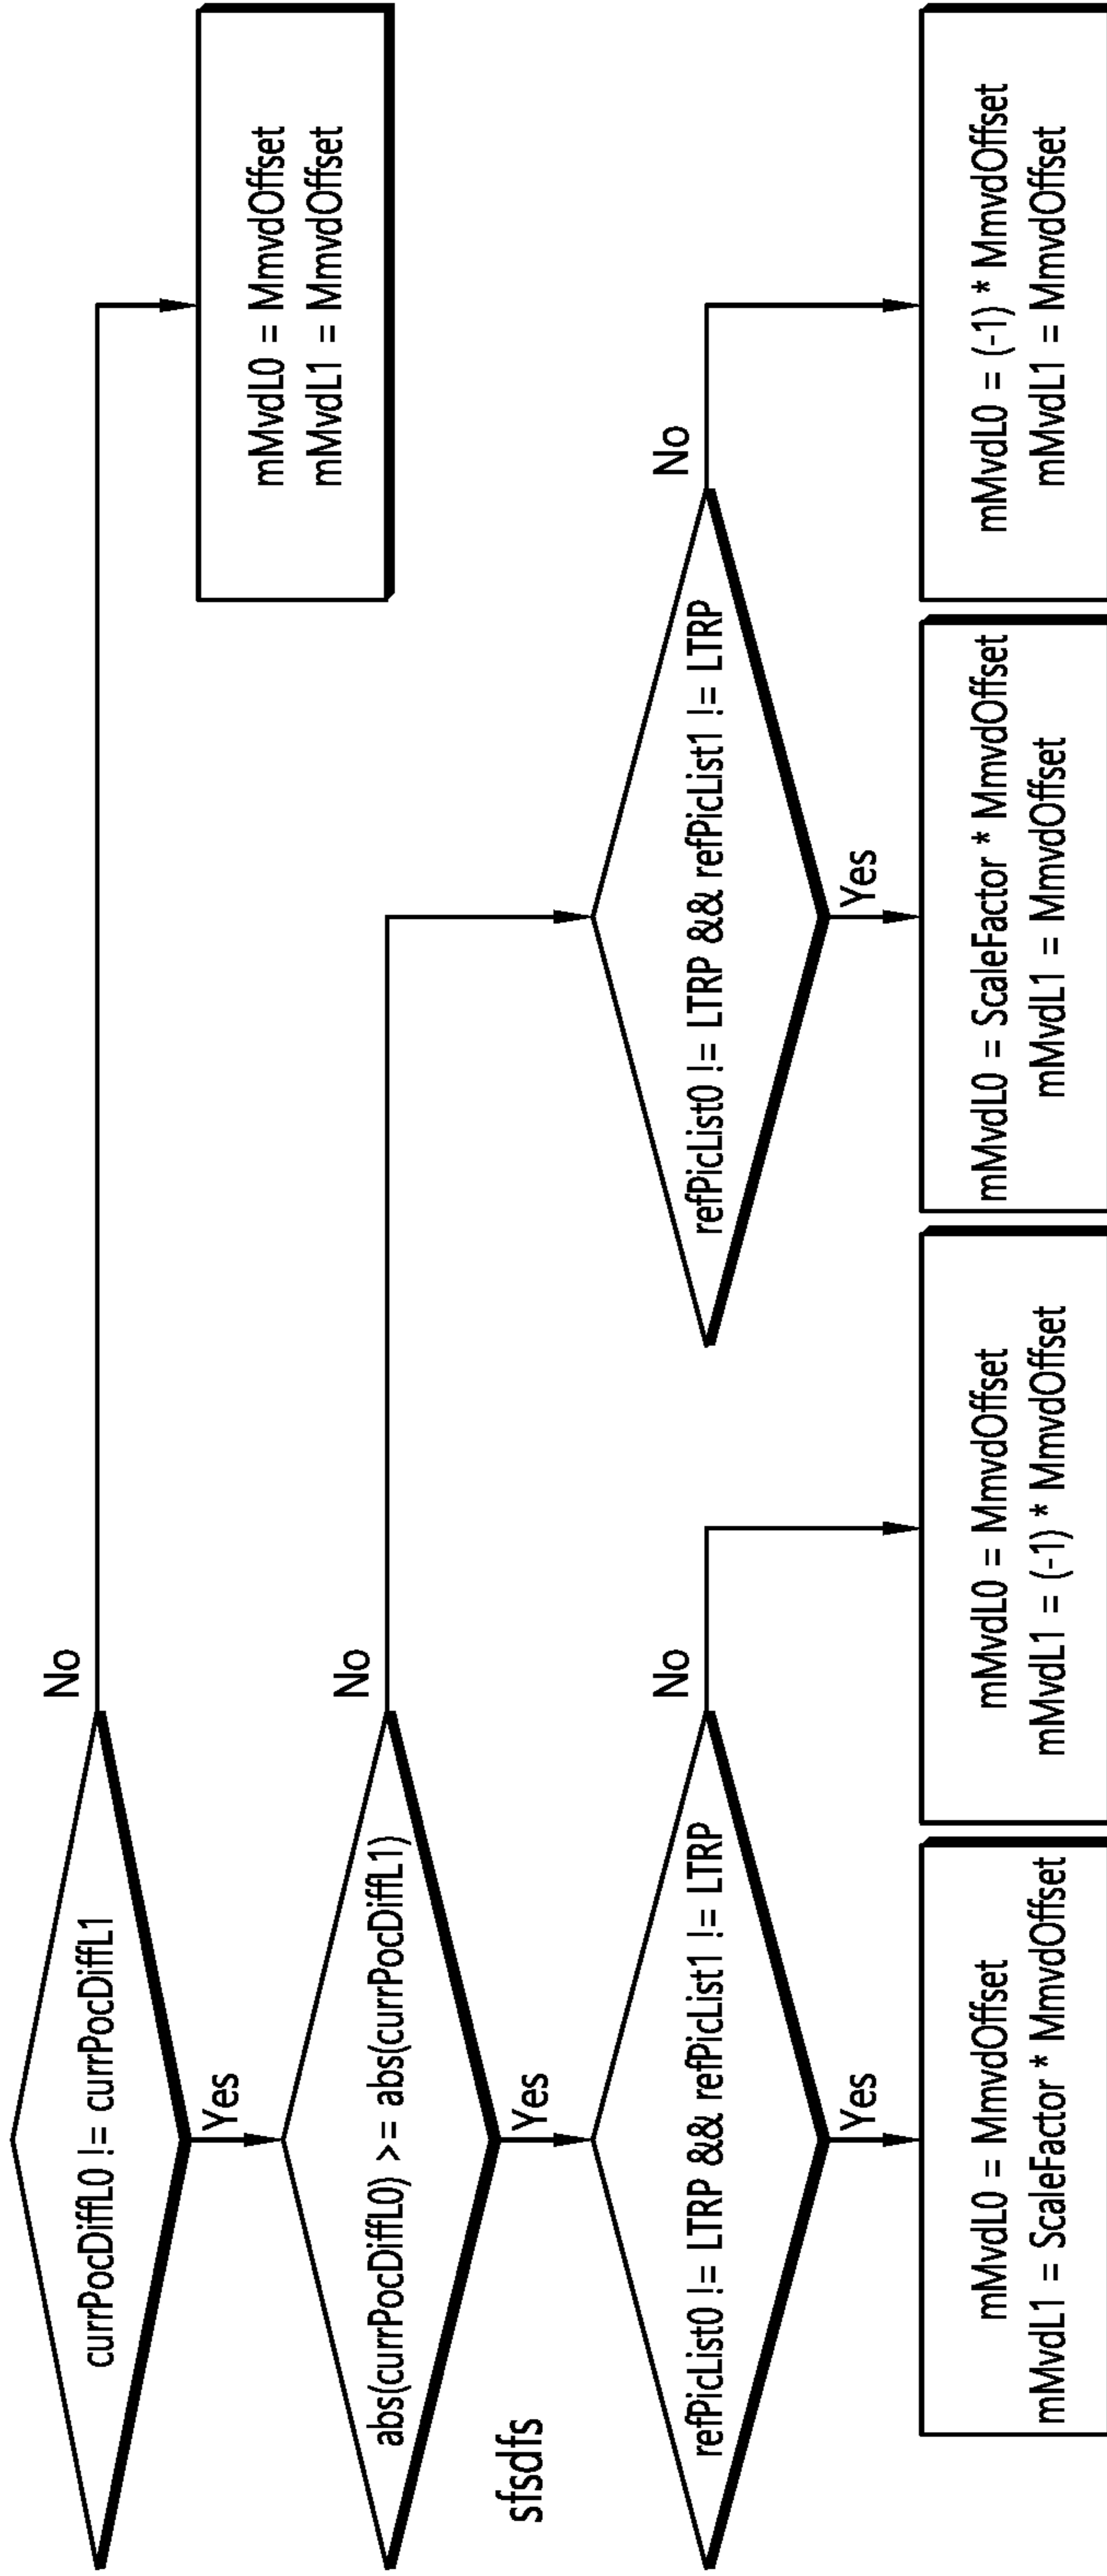 currPocDiffL0 != currPocDiffL1
No
Yes
mMvdL0 = MmvdOffset
mMvdL1 = MmvdOffset
abs(currPocDiffL0) >= abs(currPocDiffL1)
No
Yes
sfsdfs
refPicList0 != LTRP && refPicList1 != LTRP
No
Yes
refPicList0 != LTRP && refPicList1 != LTRP
No
Yes
mMvdL0 = MmvdOffset
mMvdL1 = ScaleFactor * MmvdOffset
mMvdL0 = MmvdOffset
mMvdL1 = (-1) * MmvdOffset
mMvdL0 = ScaleFactor * MmvdOffset
mMvdL1 = MmvdOffset
mMvdL0 = (-1) * MmvdOffset
mMvdL1 = MmvdOffset